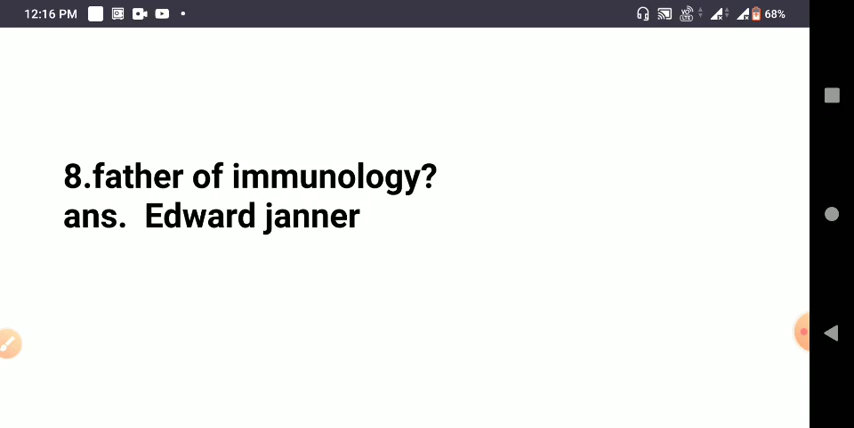 12:16 PM 68%
8.father of immunology?
ans. Edward janner